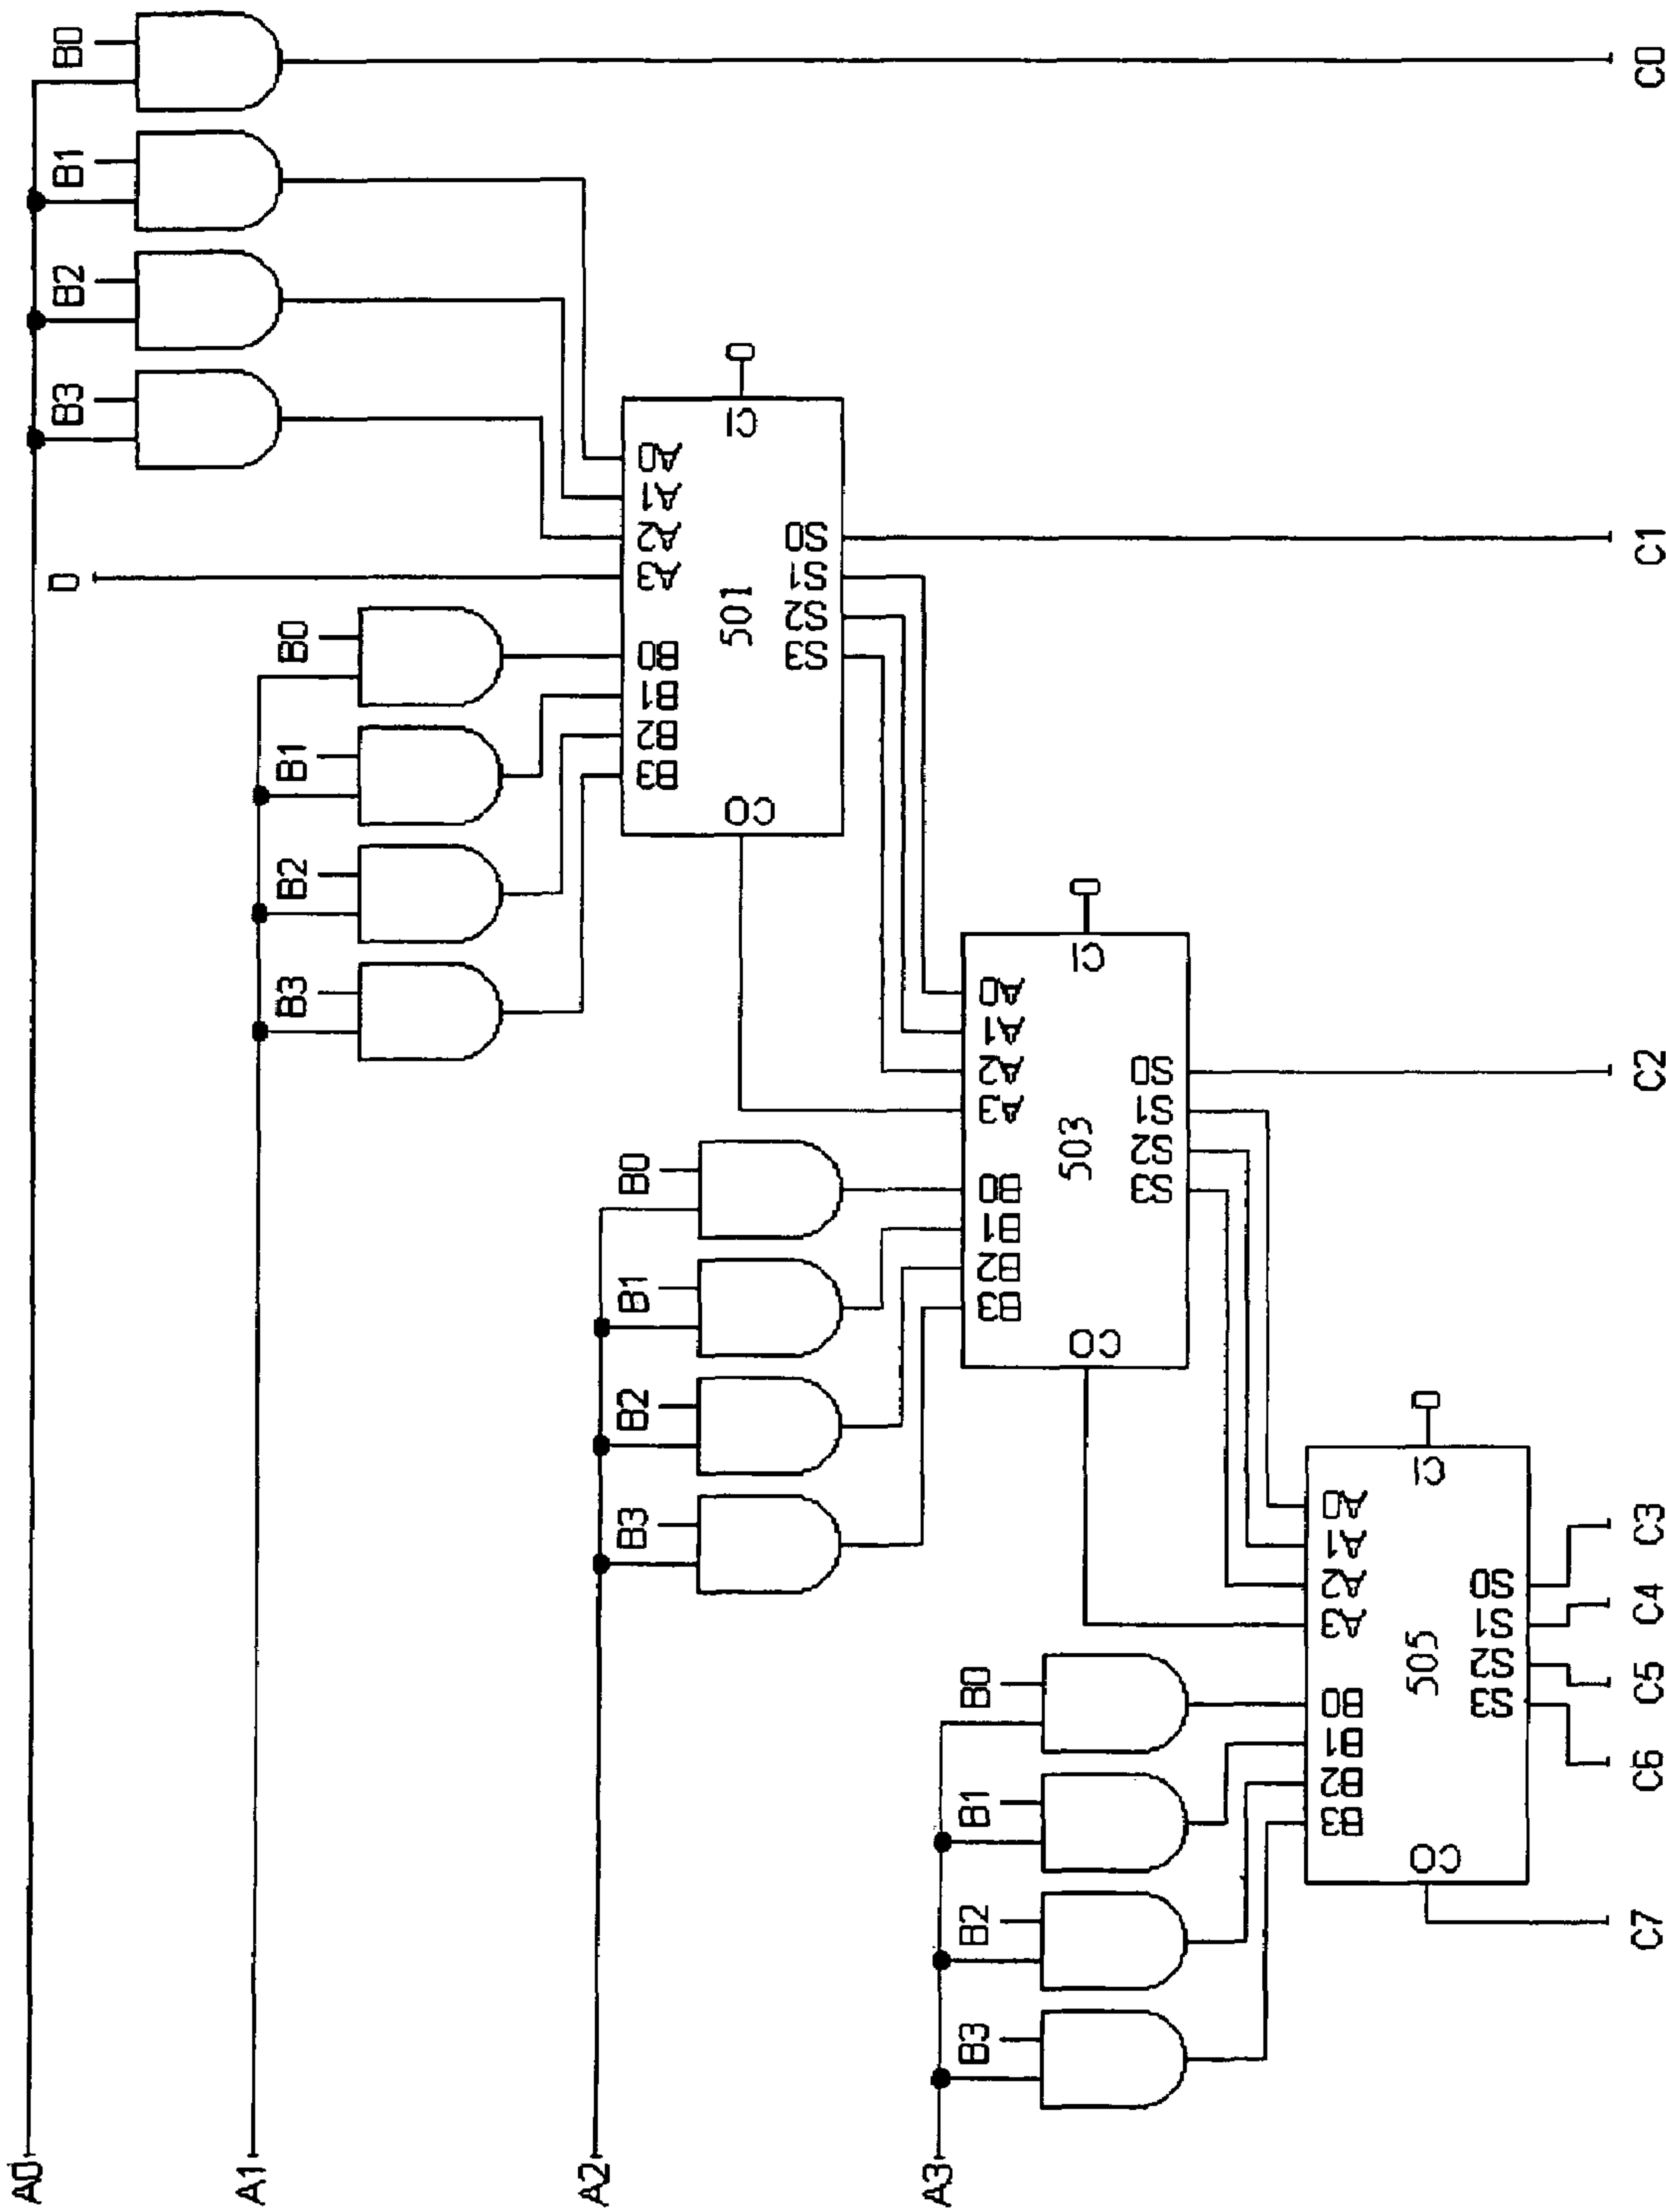 A0
0 B3 B2 B1 B0
A1
B3 B2 B1 B0
A2
B3 B2 B1 B0
B3 B2 B1 B0 A3 A2 A1 A0
CO 501 CI 0
S3 S2 S1 S0
A3
B3 B2 B1 B0
B3 B2 B1 B0 A3 A2 A1 A0
CO 503 CI 0
S3 S2 S1 S0
B3 B2 B1 B0 A3 A2 A1 A0
CO 505 CI 0
S3 S2 S1 S0
C7 C6 C5 C4 C3 C2 C1 C0